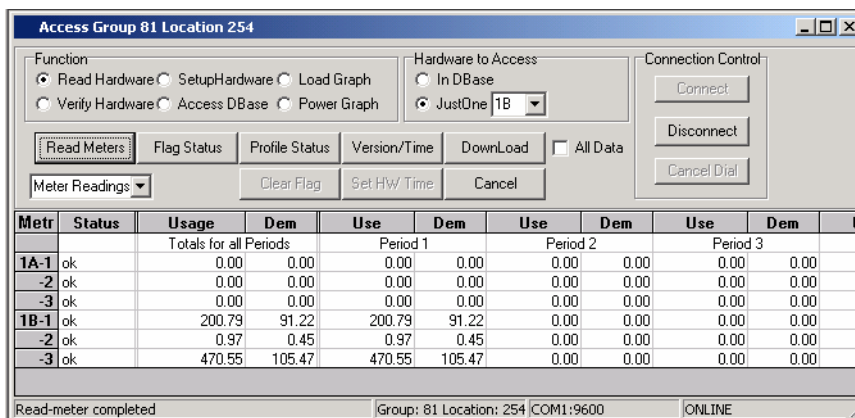 Access Group 81 Location 254
Function
Read Hardware SetupHardware Load Graph
Verify Hardware Access DBase Power Graph
Hardware to Access
In DBase
JustOne 1B
Connection Control
Connect
Disconnect
Cancel Dial
Read Meters Flag Status Profile Status Version/Time DownLoad All Data
Meter Readings Clear Flag Set HW Time Cancel
Metr Status Usage Dem Use Dem Use Dem Use Dem
Totals for all Periods Period 1 Period 2 Period 3
1A-1 ok 0.00 0.00 0.00 0.00 0.00 0.00 0.00 0.00
-2 ok 0.00 0.00 0.00 0.00 0.00 0.00 0.00 0.00
-3 ok 0.00 0.00 0.00 0.00 0.00 0.00 0.00 0.00
1B-1 ok 200.79 91.22 200.79 91.22 0.00 0.00 0.00 0.00
-2 ok 0.97 0.45 0.97 0.45 0.00 0.00 0.00 0.00
-3 ok 470.55 105.47 470.55 105.47 0.00 0.00 0.00 0.00
Read-meter completed Group: 81 Location: 254 COM1:9600 ONLINE